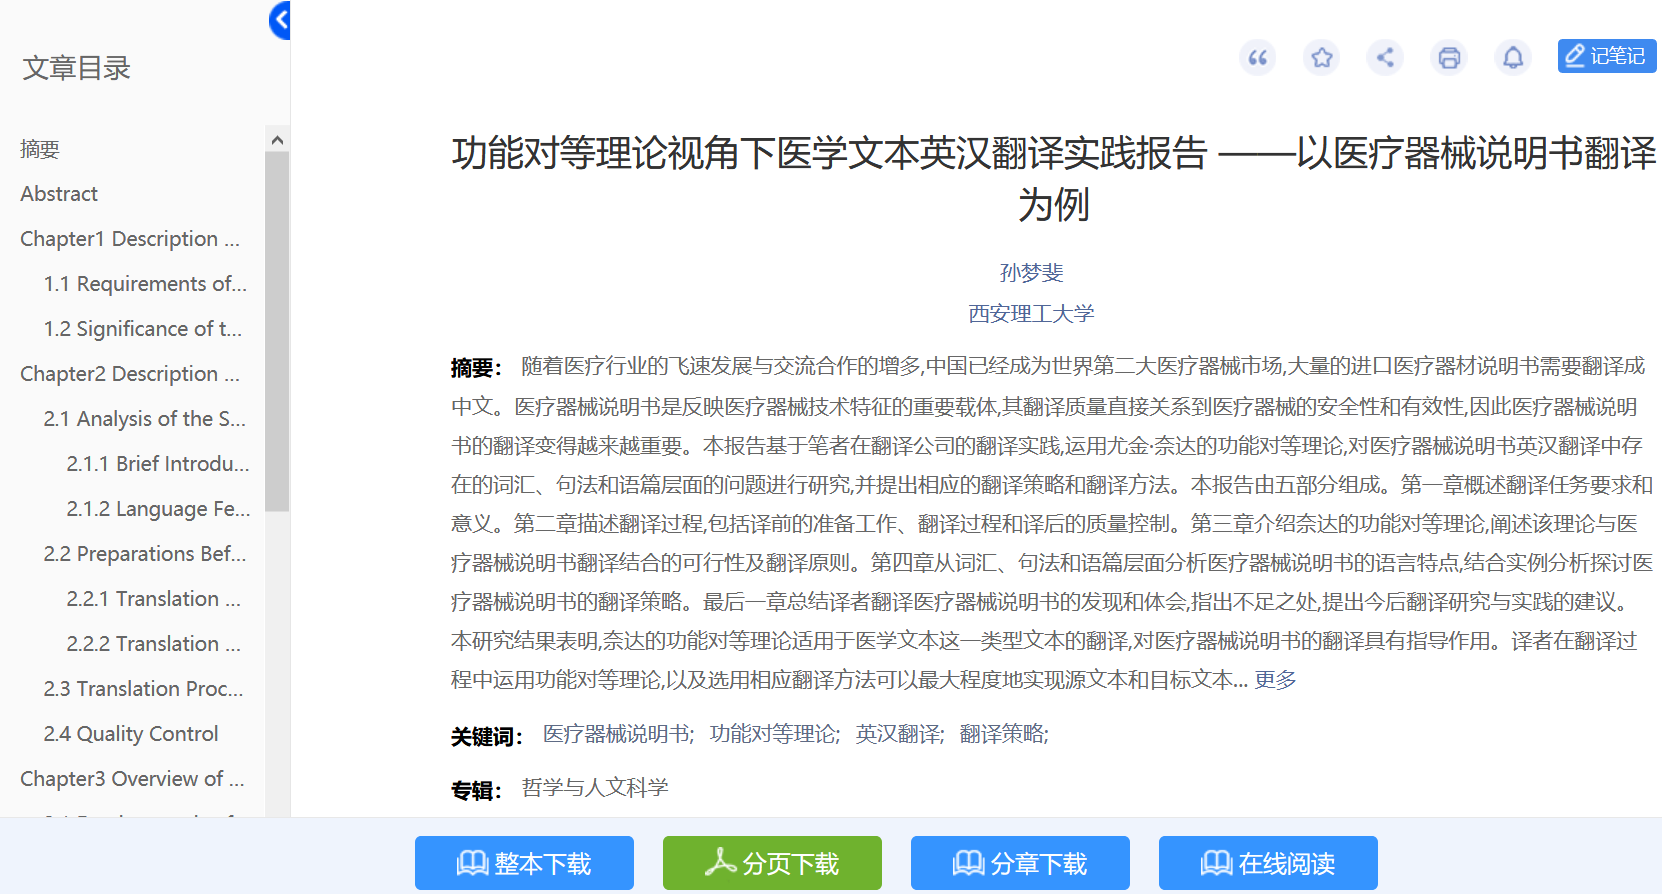 文章目录
摘要
Abstract
Chapter1 Description ...
1.1 Requirements of...
1.2 Significance of t...
Chapter2 Description ...
2.1 Analysis of the S...
2.1.1 Brief Introdu...
2.1.2 Language Fe...
2.2 Preparations Bef...
2.2.1 Translation ...
2.2.2 Translation ...
2.3 Translation Proc...
2.4 Quality Control
Chapter3 Overview of ...
记笔记
功能对等理论视角下医学文本英汉翻译实践报告 ——以医疗器械说明书翻译
为例
孙梦斐
西安理工大学
摘要： 随着医疗行业的飞速发展与交流合作的增多,中国已经成为世界第二大医疗器械市场,大量的进口医疗器材说明书需要翻译成
中文。医疗器械说明书是反映医疗器械技术特征的重要载体,其翻译质量直接关系到医疗器械的安全性和有效性,因此医疗器械说明
书的翻译变得越来越重要。本报告基于笔者在翻译公司的翻译实践,运用尤金·奈达的功能对等理论,对医疗器械说明书英汉翻译中存
在的词汇、句法和语篇层面的问题进行研究,并提出相应的翻译策略和翻译方法。本报告由五部分组成。第一章概述翻译任务要求和
意义。第二章描述翻译过程,包括译前的准备工作、翻译过程和译后的质量控制。第三章介绍奈达的功能对等理论,阐述该理论与医
疗器械说明书翻译结合的可行性及翻译原则。第四章从词汇、句法和语篇层面分析医疗器械说明书的语言特点,结合实例分析探讨医
疗器械说明书的翻译策略。最后一章总结译者翻译医疗器械说明书的发现和体会,指出不足之处,提出今后翻译研究与实践的建议。
本研究结果表明,奈达的功能对等理论适用于医学文本这一类型文本的翻译,对医疗器械说明书的翻译具有指导作用。译者在翻译过
程中运用功能对等理论,以及选用相应翻译方法可以最大程度地实现源文本和目标文本... 更多
关键词： 医疗器械说明书; 功能对等理论; 英汉翻译; 翻译策略;
专辑： 哲学与人文科学
整本下载
分页下载
分章下载
在线阅读